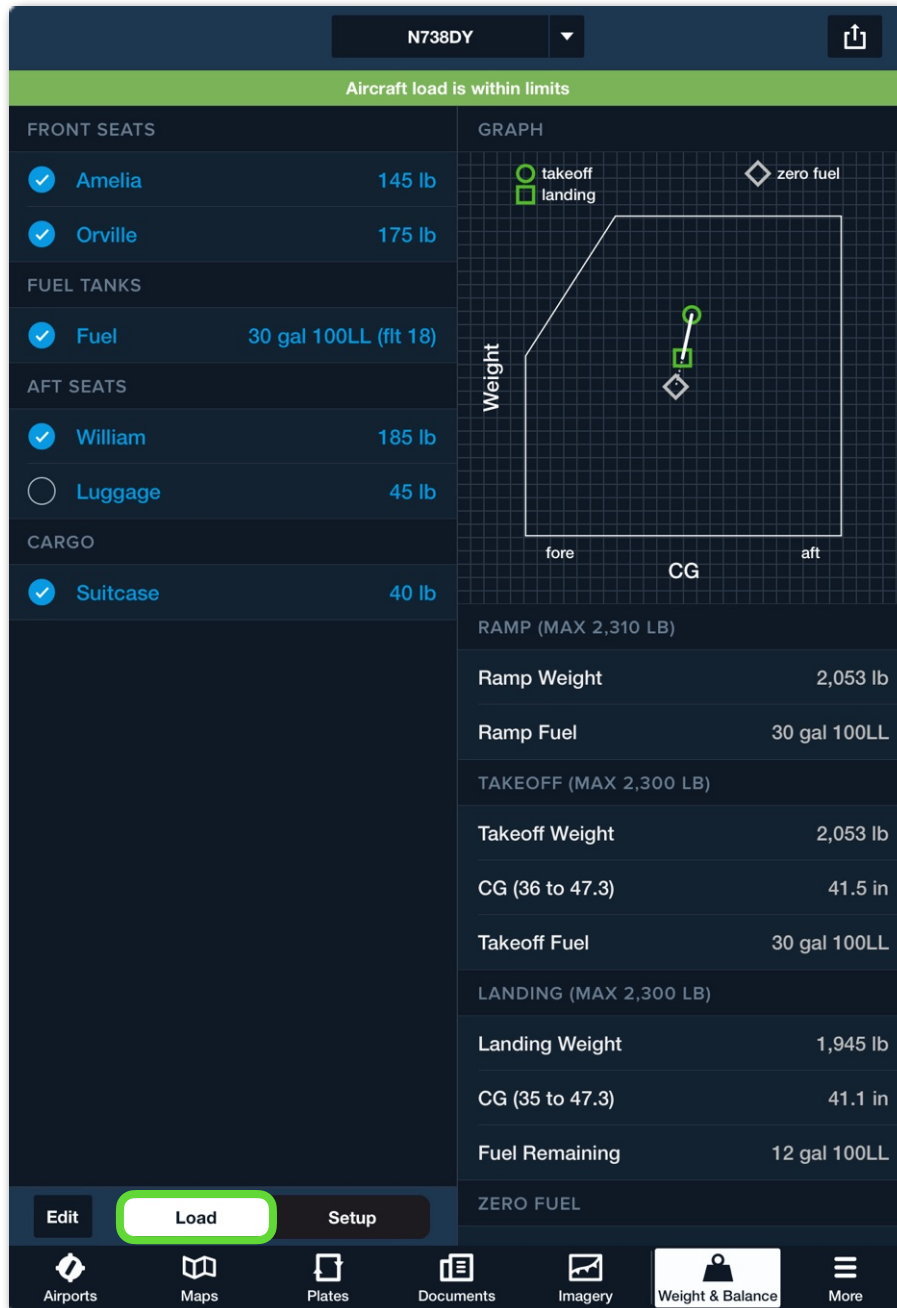 N738DY
Aircraft load is within limits
FRONT SEATS
Amelia 145 lb
Orville 175 lb
FUEL TANKS
Fuel 30 gal 100LL (flt 18)
AFT SEATS
William 185 lb
Luggage 45 lb
CARGO
Suitcase 40 lb
Edit Load Setup
GRAPH
takeoff zero fuel
landing
Weight
fore aft
CG
RAMP (MAX 2,310 LB)
Ramp Weight 2,053 lb
Ramp Fuel 30 gal 100LL
TAKEOFF (MAX 2,300 LB)
Takeoff Weight 2,053 lb
CG (36 to 47.3) 41.5 in
Takeoff Fuel 30 gal 100LL
LANDING (MAX 2,300 LB)
Landing Weight 1,945 lb
CG (35 to 47.3) 41.1 in
Fuel Remaining 12 gal 100LL
ZERO FUEL
Airports Maps Plates Documents Imagery Weight & Balance More